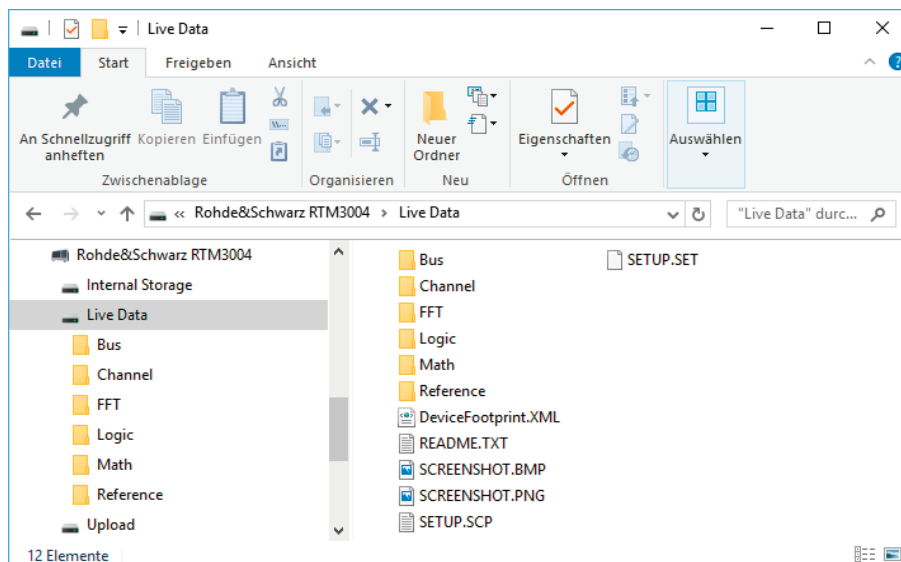 Live Data
Datei Start Freigeben Ansicht
An Schnellzugriff anheften Kopieren Einfügen Neuer Ordner Eigenschaften Auswählen
Zwischenablage Organisieren Neu Öffnen
« Rohde&Schwarz RTM3004 > Live Data "Live Data" durc...
Rohde&Schwarz RTM3004
Internal Storage
Live Data
Bus
Channel
FFT
Logic
Math
Reference
Upload
Bus
Channel
FFT
Logic
Math
Reference
DeviceFootprint.XML
README.TXT
SCREENSHOT.BMP
SCREENSHOT.PNG
SETUP.SCP
SETUP.SET
12 Elemente